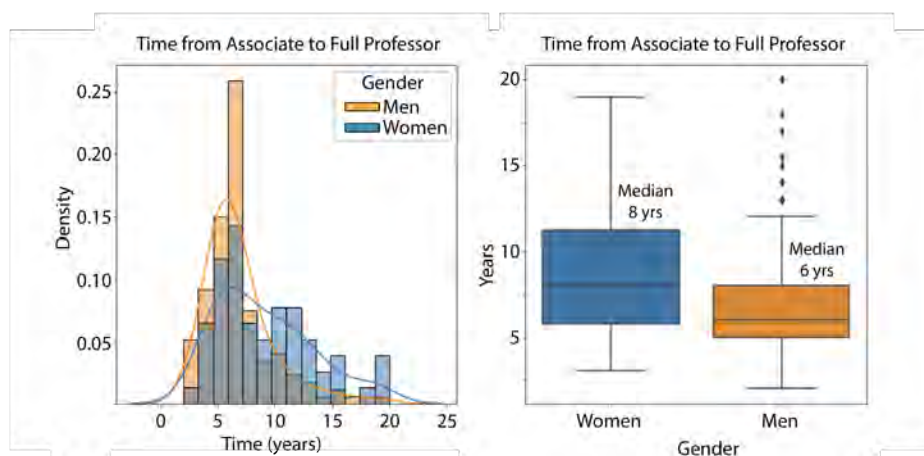 Time from Associate to Full Professor
Density
0.25
0.20
0.15
0.10
0.05
Gender
Men
Women
0 5 10 15 20 25
Time (years)
Time from Associate to Full Professor
Years
20
15
10
5
Median
8 yrs
Median
6 yrs
Women Men
Gender